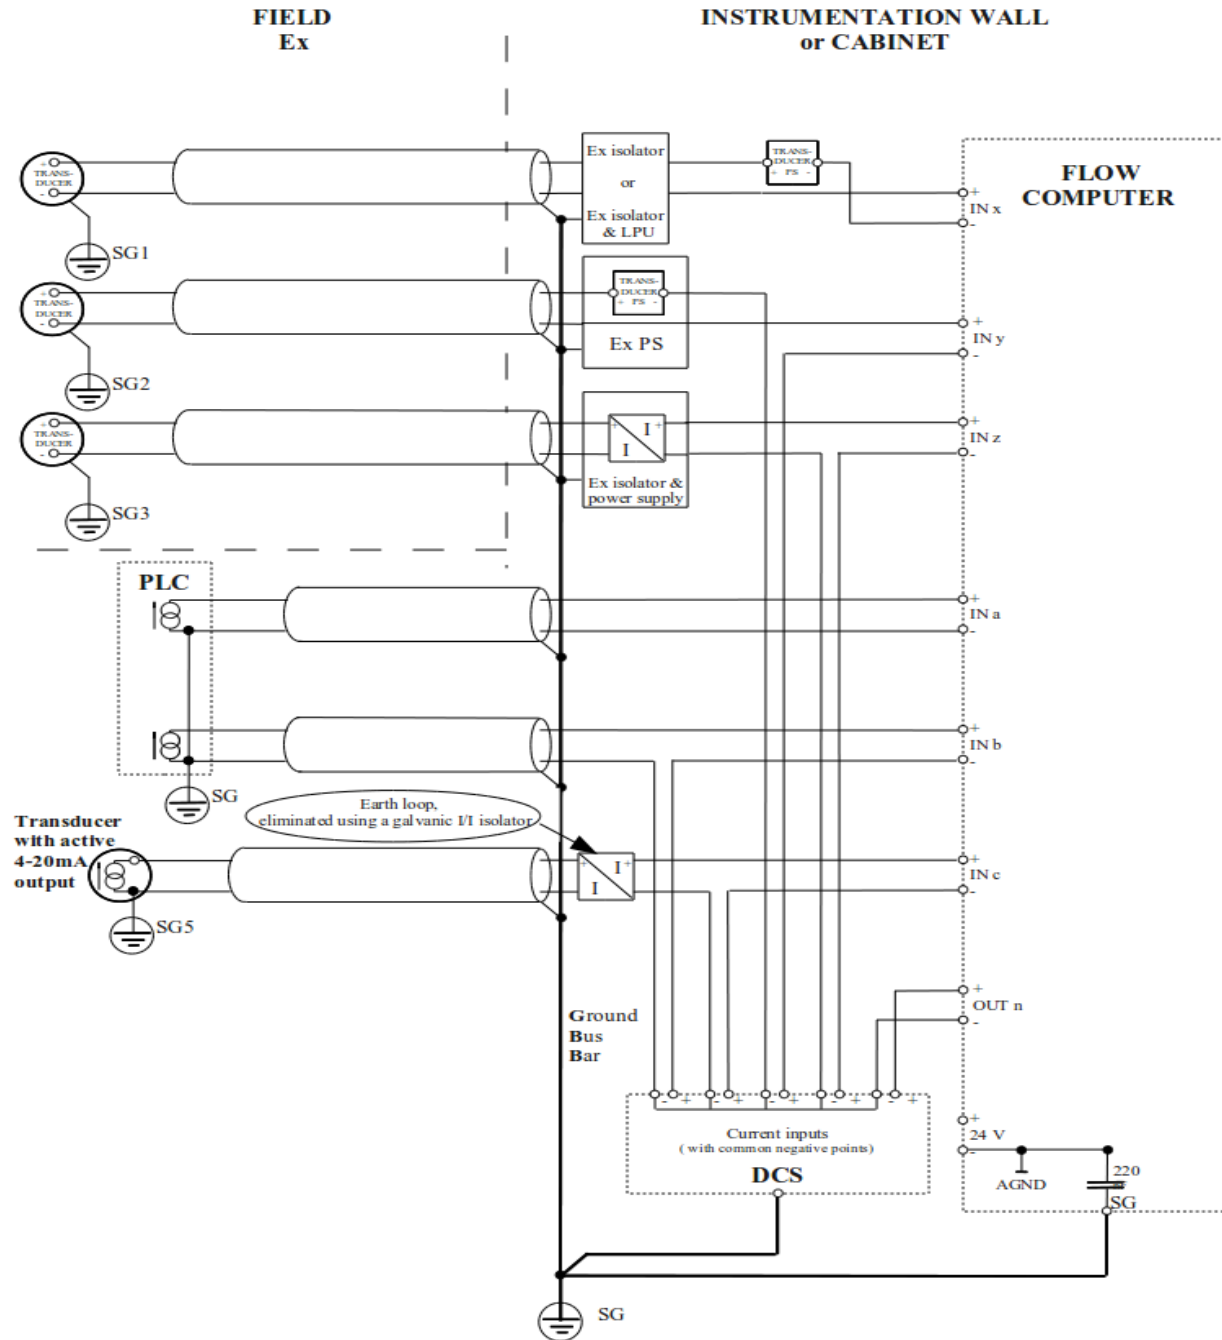 FIELD
Ex
INSTRUMENTATION WALL
or CABINET
FLOW
COMPUTER
+
TRANS-
DUCER
-
SG1
Ex isolator
or
Ex isolator
& LPU
TRANS-
DUCER
+ PS -
+
IN x
-
+
TRANS-
DUCER
-
SG2
TRANS-
DUCER
+ PS -
Ex PS
+
IN y
-
+
TRANS-
DUCER
-
SG3
+ I +
I
Ex isolator &
power supply
+
IN z
-
PLC
+
IN a
-
+
IN b
-
SG
Earth loop,
eliminated using a galvanic I/I isolator
Transducer
with active
4-20mA
output
SG5
+ I +
I
+
IN c
-
Ground
Bus
Bar
+
OUT n
-
- + - + - + - + - +
Current inputs
( with common negative points)
DCS
+
24 V
-
AGND
220
SG
SG